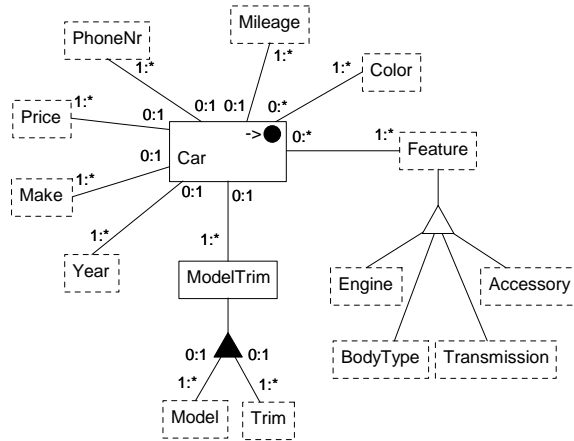 Mileage
PhoneNr
1:*
1:*
1:*
Color
Price
1:*
0:1
0:1
0:1
0:*
->
0:*
1:*
Feature
0:1
Car
Make
1:*
0:1
0:1
1:*
Year
1:*
ModelTrim
Engine
Accessory
0:1
0:1
BodyType
Transmission
1:*
1:*
Model
Trim